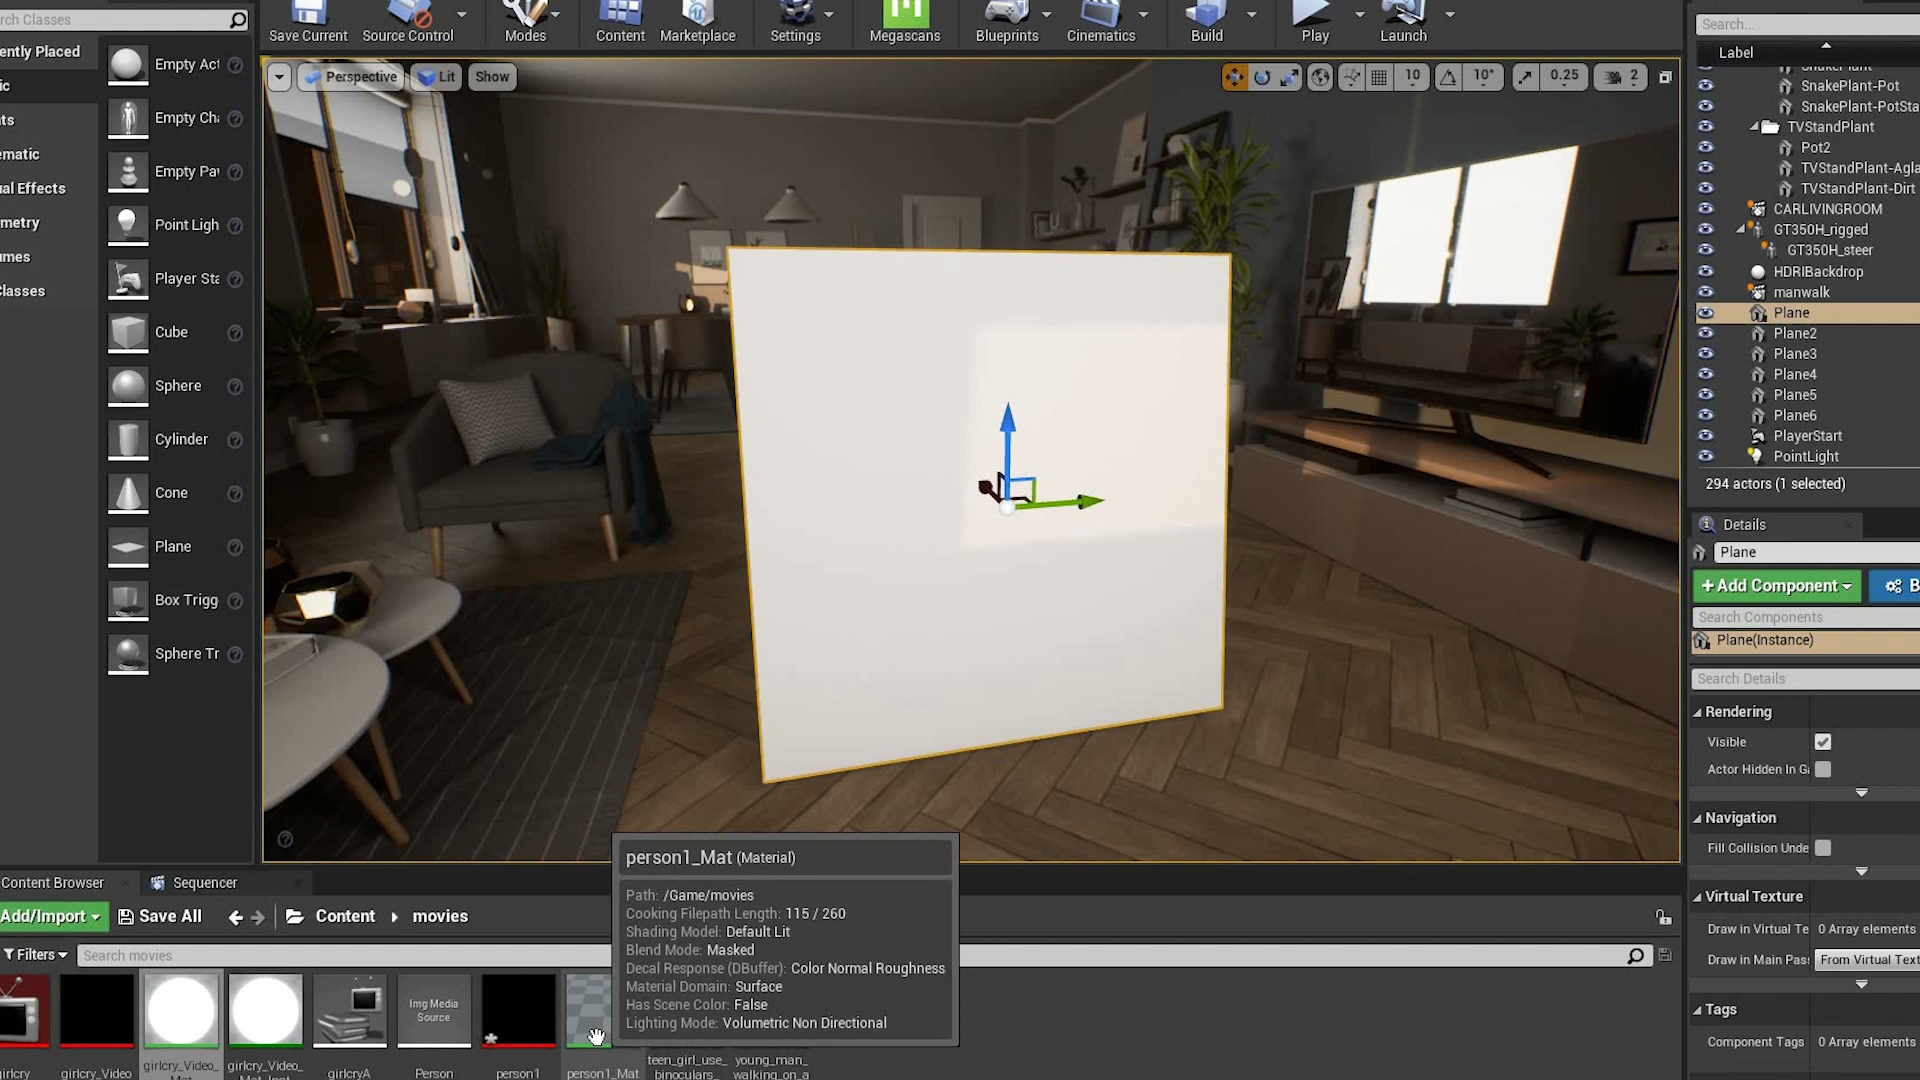 rch Classes
ently Placed
ic
ts
ematic
ual Effects
metry
umes
Classes
Empty Act
Empty Cha
Empty Pav
Point Ligh
Player Sta
Cube
Sphere
Cylinder
Cone
Plane
Box Trigg
Sphere Tr
Save Current
Source Control
Modes
Content
Marketplace
Settings
Megascans
Blueprints
Cinematics
Build
Play
Launch
Perspective
Lit
Show
10
10°
0.25
2
Search...
Label
SnakePlant
SnakePlant-Pot
SnakePlant-PotSta
TVStandPlant
Pot2
TVStandPlant-Agla
TVStandPlant-Dirt
CARLIVINGROOM
GT350H_rigged
GT350H_steer
HDRIBackdrop
manwalk
Plane
Plane2
Plane3
Plane4
Plane5
Plane6
PlayerStart
PointLight
294 actors (1 selected)
Details
Plane
+Add Component
B
Search Components
Plane(Instance)
Search Details
Rendering
Visible
Actor Hidden In Ga
Navigation
Fill Collision Unde
Virtual Texture
Draw in Virtual Te
0 Array elements
Draw in Main Pas
From Virtual Text
Tags
Component Tags
0 Array elements
Content Browser
Sequencer
Add/Import
Save All
Content
movies
Filters
Search movies
person1_Mat (Material)
Path: /Game/movies
Cooking Filepath Length: 115 / 260
Shading Model: Default Lit
Blend Mode: Masked
Decal Response (DBuffer): Color Normal Roughness
Material Domain: Surface
Has Scene Color: False
Lighting Mode: Volumetric Non Directional
Img Media
Source
girlcry
girlcry_Video
girlcry_Video_
Mat
girlcry_Video_
Mat_Inst
girlcryA
Person
person1
person1_Mat
teen_girl_use_
binoculars_
young_man_
walking_on_a